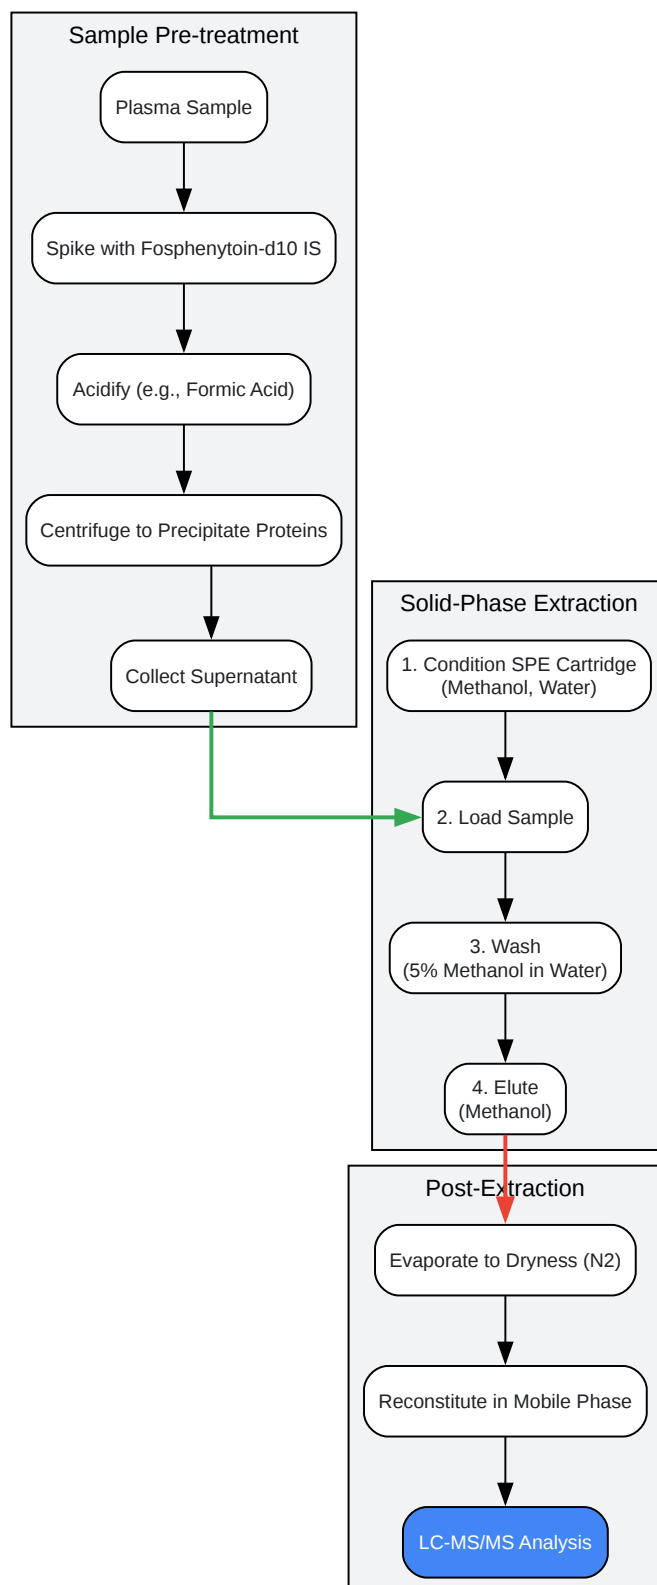 Sample Pre-treatment
Plasma Sample
Spike with Fosphenytoin-d10 IS
Acidify (e.g., Formic Acid)
Centrifuge to Precipitate Proteins
Collect Supernatant
Solid-Phase Extraction
1. Condition SPE Cartridge
(Methanol, Water)
2. Load Sample
3. Wash
(5% Methanol in Water)
4. Elute
(Methanol)
Post-Extraction
Evaporate to Dryness (N2)
Reconstitute in Mobile Phase
LC-MS/MS Analysis